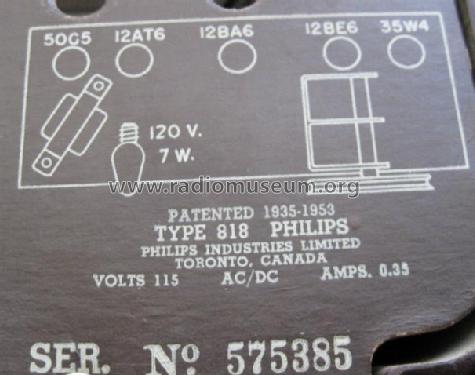 50C5 12AT6 12BA6 12BE6 35W4
120 V.
7 W.
www.radiomuseum.org
PATENTED 1935-1953
TYPE 818 PHILIPS
PHILIPS INDUSTRIES LIMITED
TORONTO, CANADA
VOLTS 115 AC/DC AMPS. 0.35
SER. Nº 575385